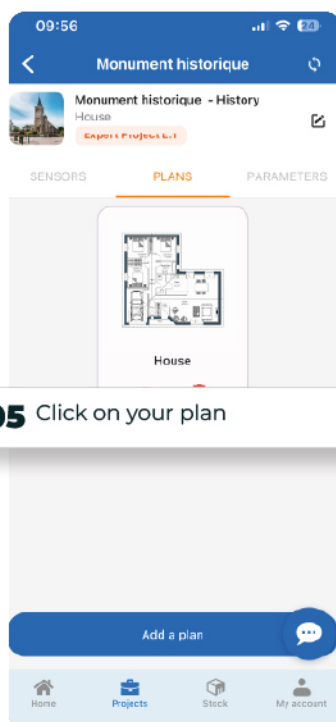 09:56
24
Monument historique
Monument historique - History
House
Expert Project L.1
SENSORS
PLANS
PARAMETERS
House
05 Click on your plan
Add a plan
Home
Projects
Stock
My account